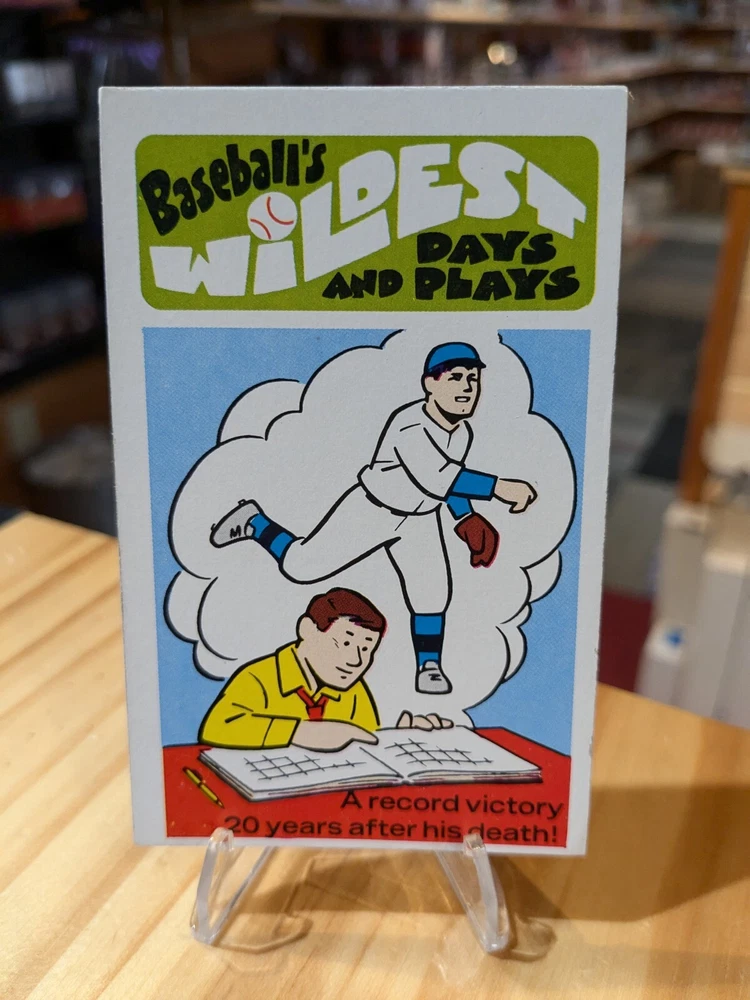 Baseball's
WiLDEST
DAYS
AND PLAYS
A record victory
20 years after his death!